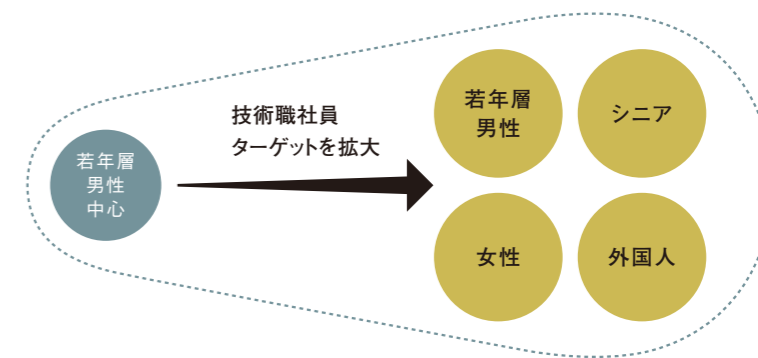 若年層
男性
中心
技術職社員
ターゲットを拡大
若年層
男性
シニア
女性
外国人